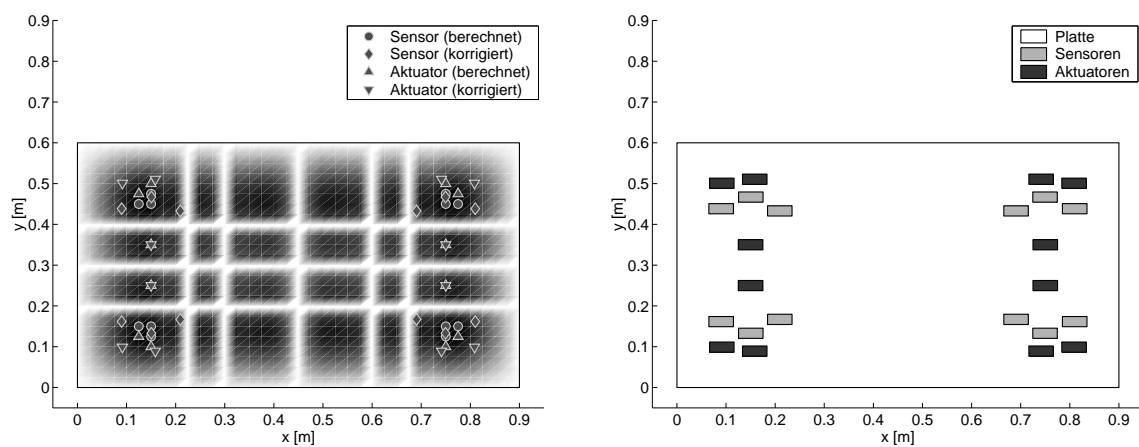 0.9
0.8
0.7
0.6
0.5
0.4
0.3
0.2
0.1
0
y [m]
0 0.1 0.2 0.3 0.4 0.5 0.6 0.7 0.8 0.9
x [m]
Sensor (berechnet)
Sensor (korrigiert)
Aktuator (berechnet)
Aktuator (korrigiert)
0.9
0.8
0.7
0.6
0.5
0.4
0.3
0.2
0.1
0
y [m]
0 0.1 0.2 0.3 0.4 0.5 0.6 0.7 0.8 0.9
x [m]
Platte
Sensoren
Aktuatoren